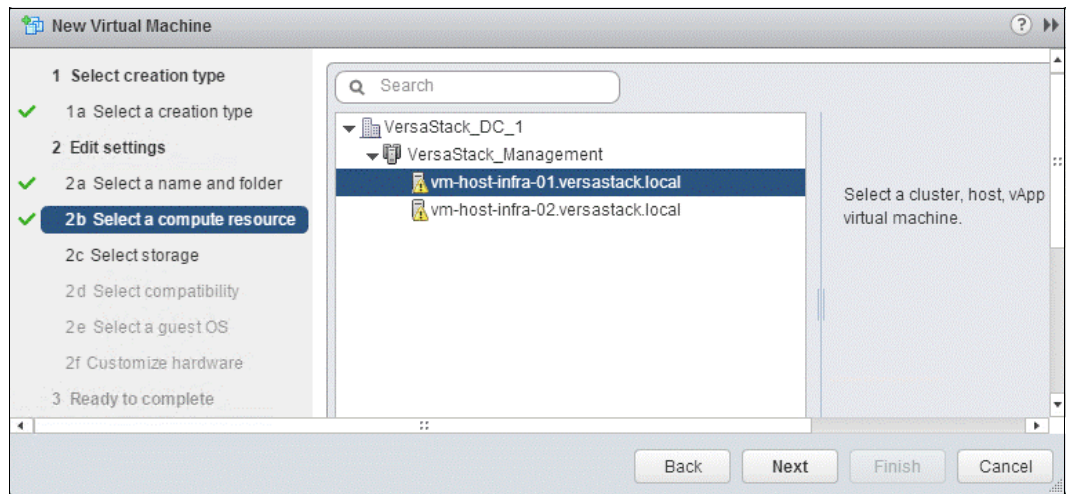 New Virtual Machine
?
1 Select creation type
1a Select a creation type
2 Edit settings
2a Select a name and folder
2b Select a compute resource
2c Select storage
2d Select compatibility
2e Select a guest OS
2f Customize hardware
3 Ready to complete
Search
VersaStack_DC_1
VersaStack_Management
vm-host-infra-01.versastack.local
vm-host-infra-02.versastack.local
Select a cluster, host, vApp
virtual machine.
Back Next Finish Cancel